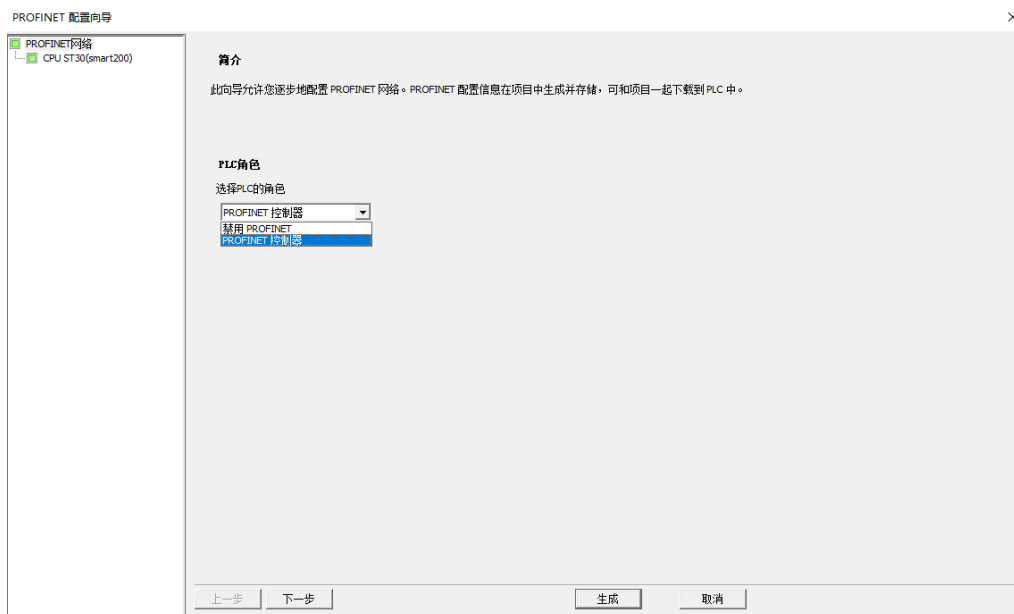 PROFINET 配置向导
PROFINET网络
CPU ST30(smart200)
简介
此向导允许您逐步地配置 PROFINET 网络。PROFINET 配置信息在项目中生成并存储，可和项目一起下载到 PLC 中。
PLC角色
选择PLC的角色
PROFINET 控制器
禁用 PROFINET
PROFINET 控制器
上一步
下一步
生成
取消